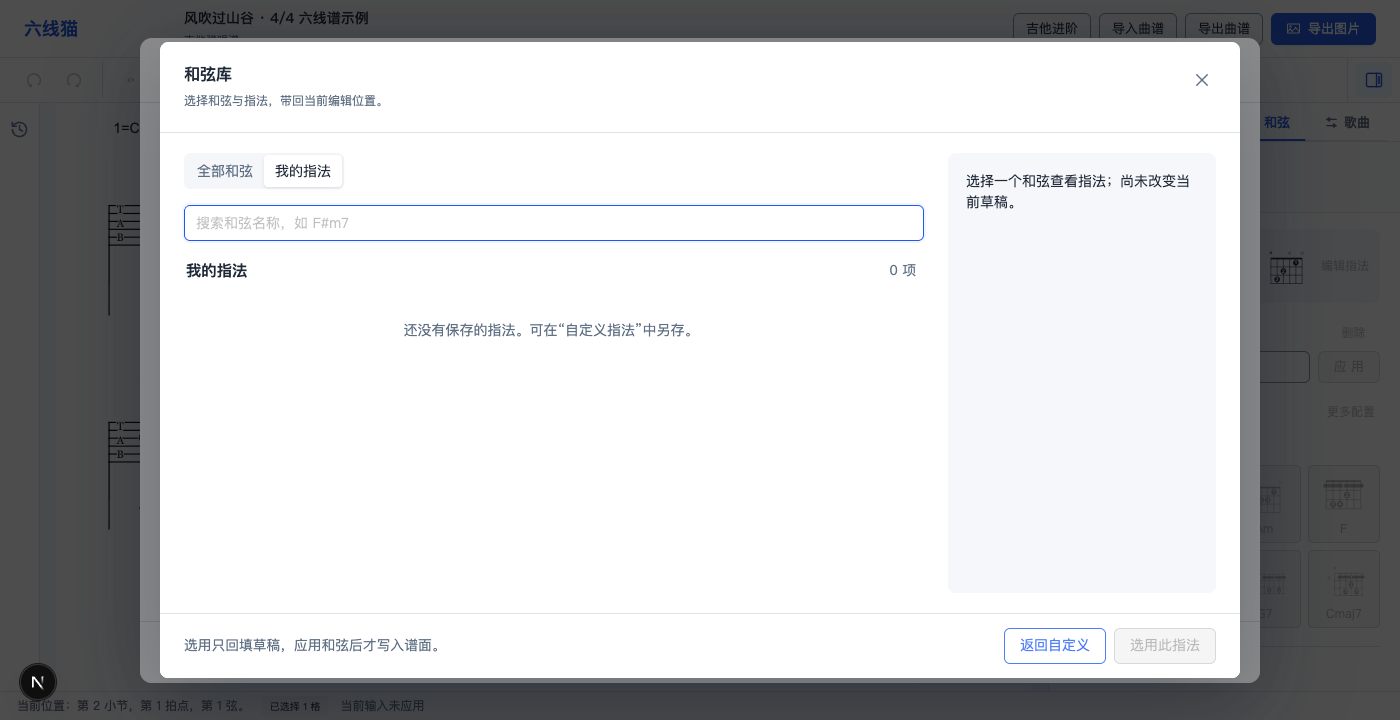 六线猫
风吹过山谷 · 4/4 六线谱示例
吉他进阶
导入曲谱
导出曲谱
导出图片
和弦库
选择和弦与指法，带回当前编辑位置。
1=C
和弦
歌曲
全部和弦
我的指法
搜索和弦名称，如 F#m7
我的指法
0 项
还没有保存的指法。可在“自定义指法”中另存。
选择一个和弦查看指法；尚未改变当
前草稿。
T
A
B
T
A
B
编辑指法
删除
应 用
更多配置
F
Cmaj7
选用只回填草稿，应用和弦后才写入谱面。
返回自定义
选用此指法
N
当前位置：第 2 小节，第 1 拍点，第 1 弦。
已选择 1 格
当前输入未应用